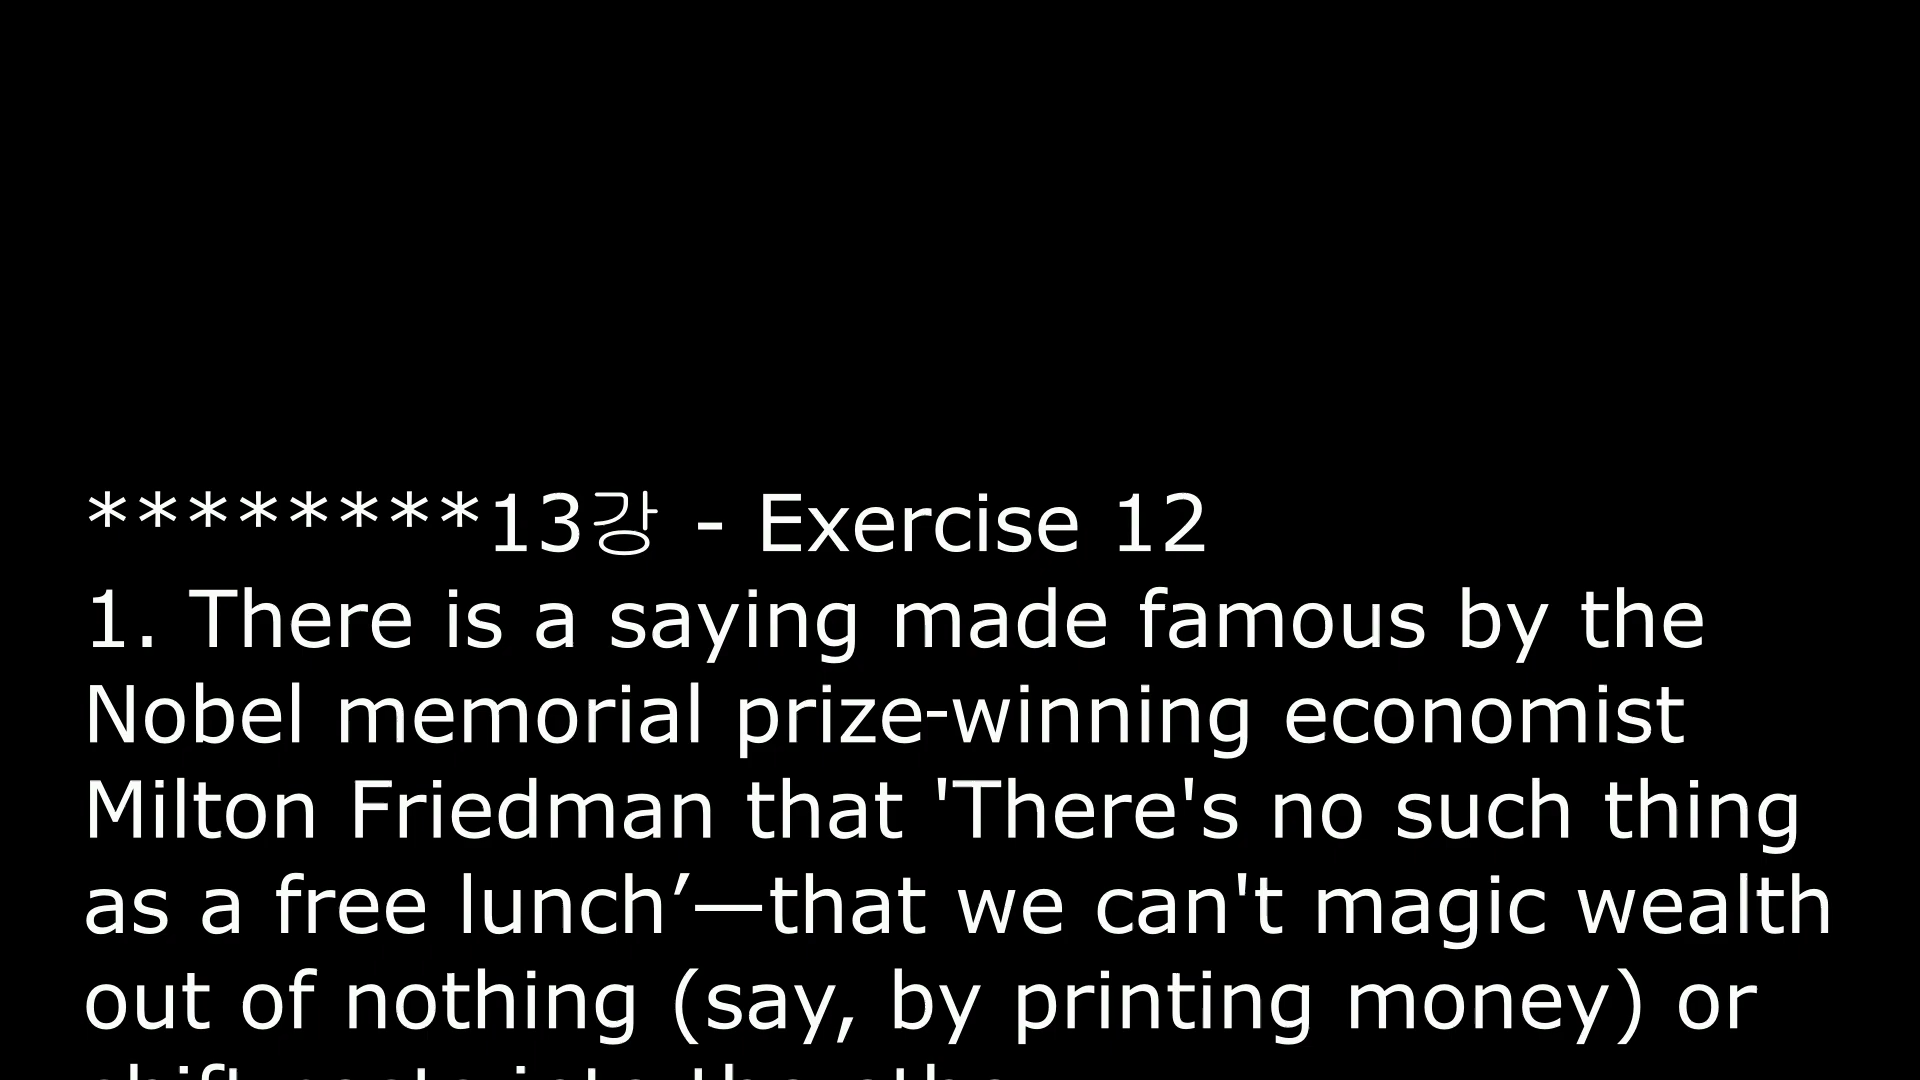 ********13강 - Exercise 12
1. There is a saying made famous by the
Nobel memorial prize-winning economist
Milton Friedman that 'There's no such thing
as a free lunch’—that we can't magic wealth
out of nothing (say, by printing money) or